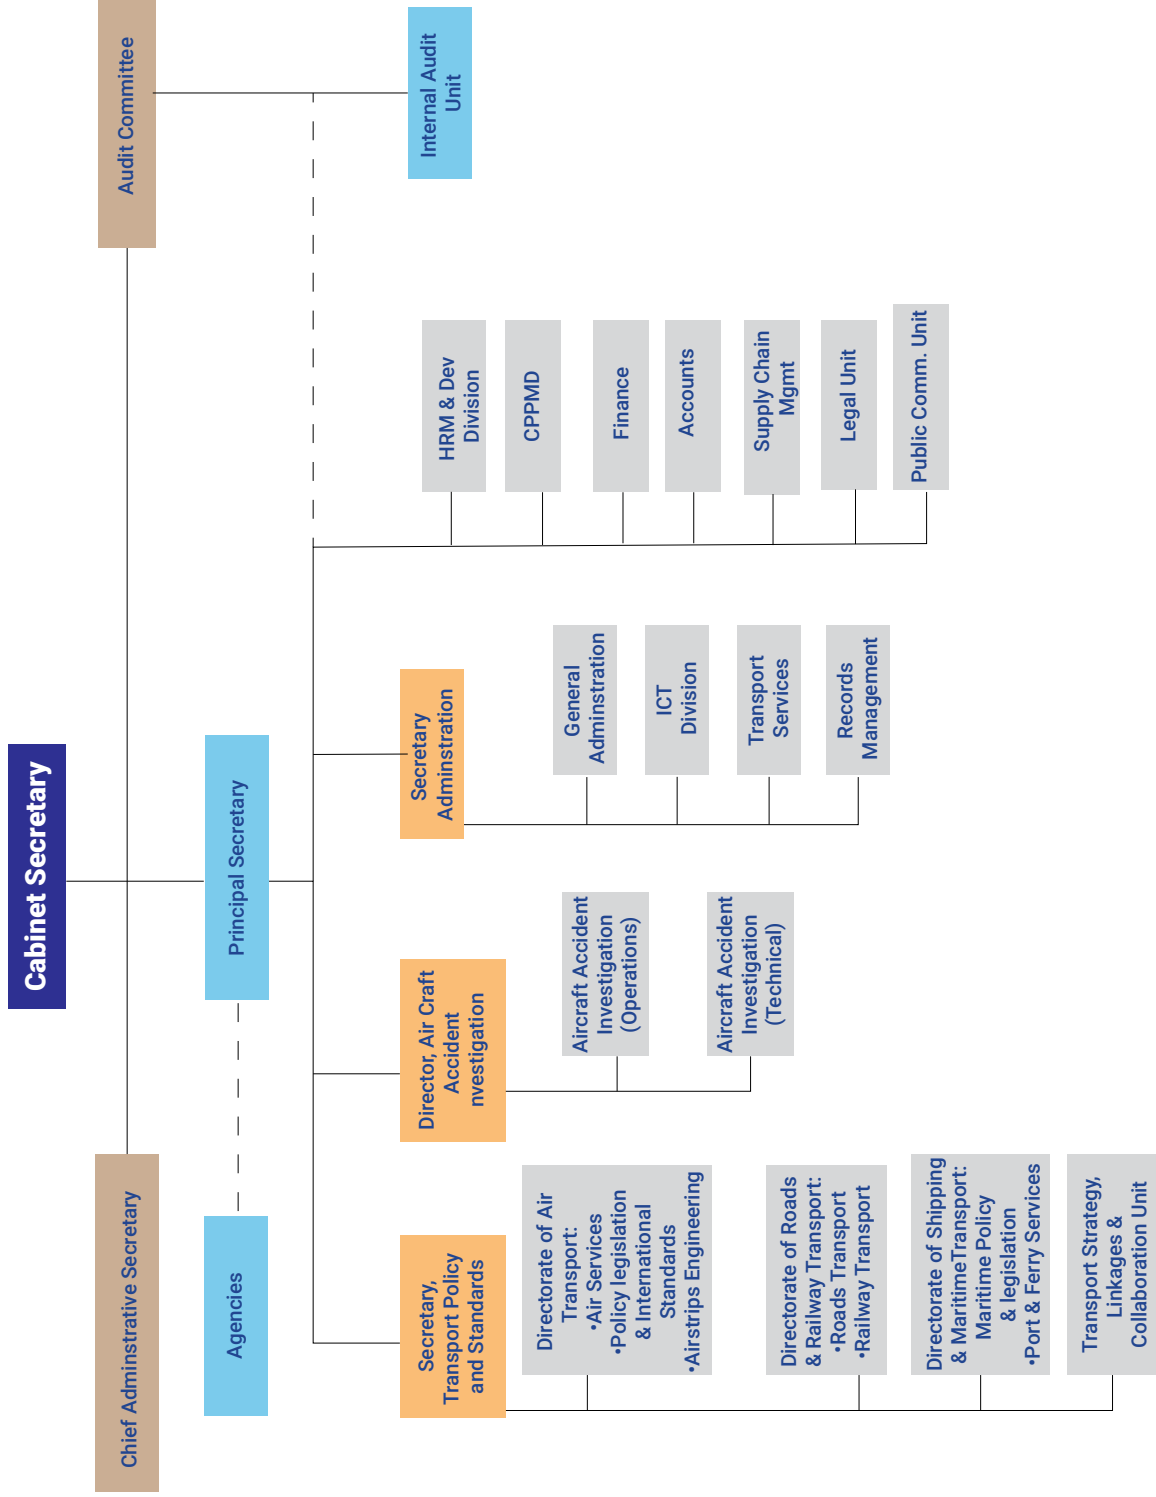 Cabinet Secretary
Chief Adminstrative Secretary
Audit Committee
Agencies
Principal Secretary
Internal Audit
Unit
Secretary,
Transport Policy
and Standards
Director, Air Craft
Accident
nvestigation
Secretary
Adminstration
Directorate of Air
Transport:
•Air Services
•Policy legislation
& International
Standards
•Airstrips Engineering
Directorate of Roads
& Railway Transport:
•Roads Transport
•Railway Transport
Directorate of Shipping
& MaritimeTransport:
Maritime Policy
& legislation
•Port & Ferry Services
Transport Strategy,
Linkages &
Collaboration Unit
Aircraft Accident
Investigation
(Operations)
Aircraft Accident
Investigation
(Technical)
General
Adminstration
ICT
Division
Transport
Services
Records
Management
HRM & Dev
Division
CPPMD
Finance
Accounts
Supply Chain
Mgmt
Legal Unit
Public Comm. Unit